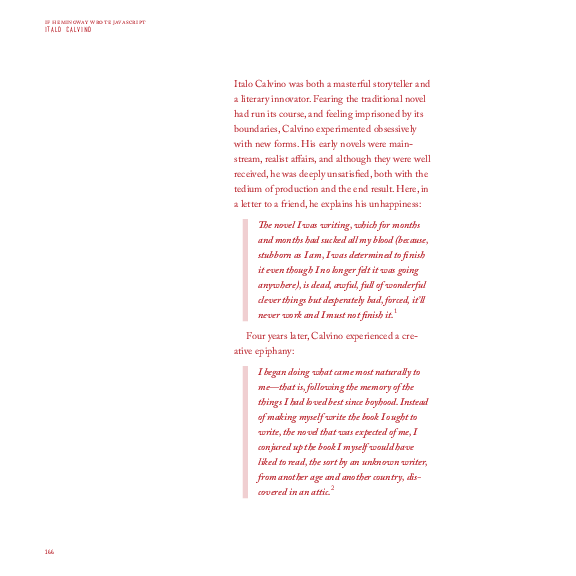 IF HEMINGWAY WROTE JAVASCRIPT
ITALO CALVINO
Italo Calvino was both a masterful storyteller and
a literary innovator. Fearing the traditional novel
had run its course, and feeling imprisoned by its
boundaries, Calvino experimented obsessively
with new forms. His early novels were main-
stream, realist affairs, and although they were well
received, he was deeply unsatisfied, both with the
tedium of production and the end result. Here, in
a letter to a friend, he explains his unhappiness:
The novel I was writing, which for months
and months had sucked all my blood (because,
stubborn as I am, I was determined to finish
it even though I no longer felt it was going
anywhere), is dead, awful, full of wonderful
clever things but desperately bad, forced, it'll
never work and I must not finish it.1
Four years later, Calvino experienced a cre-
ative epiphany:
I began doing what came most naturally to
me—that is, following the memory of the
things I had loved best since boyhood. Instead
of making myself write the book I ought to
write, the novel that was expected of me, I
conjured up the book I myself would have
liked to read, the sort by an unknown writer,
from another age and another country, dis-
covered in an attic.2
166